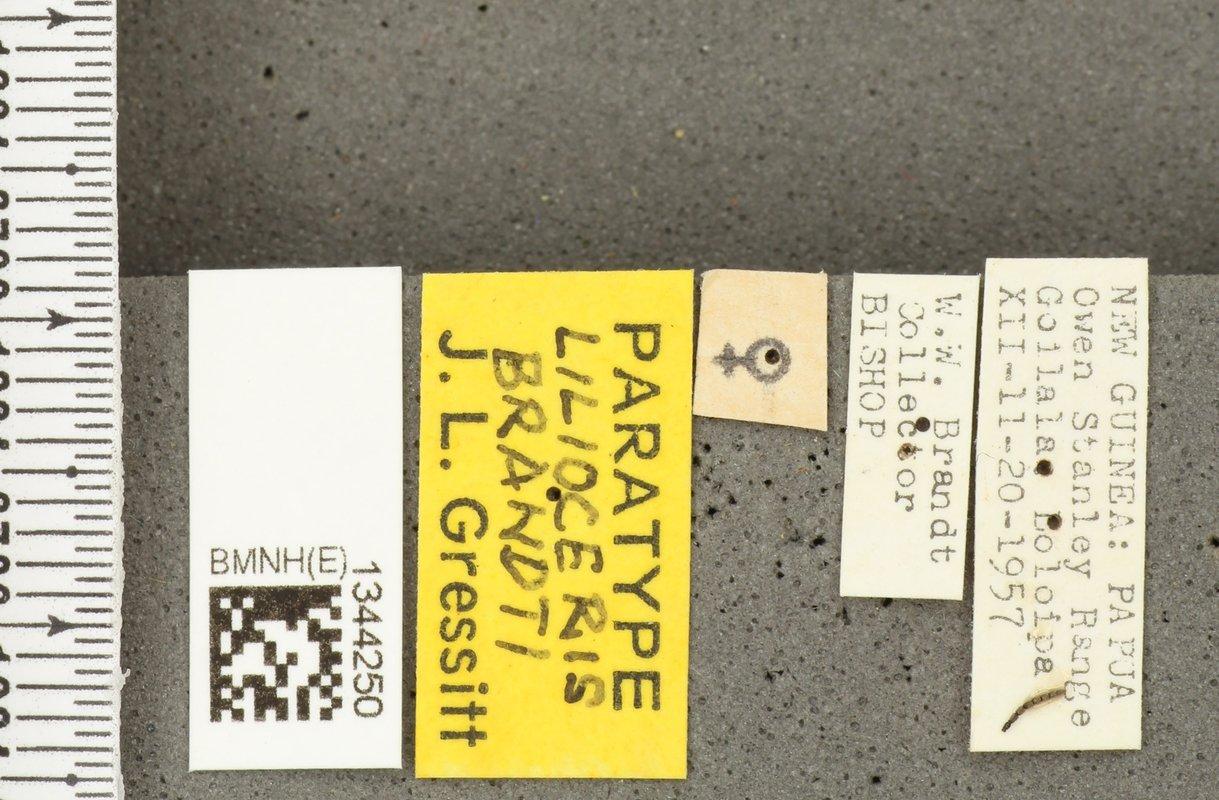 BMNH(E)
1344250
PARATYPE
LILIOCERIS
BRANDTI
J. L. Gressitt
♀
W.W. Brandt
Collector
BISHOP
NEW GUINEA: PAPUA
Owen Stanley Range
Goilala: Loloipa
XII-11-20-1957